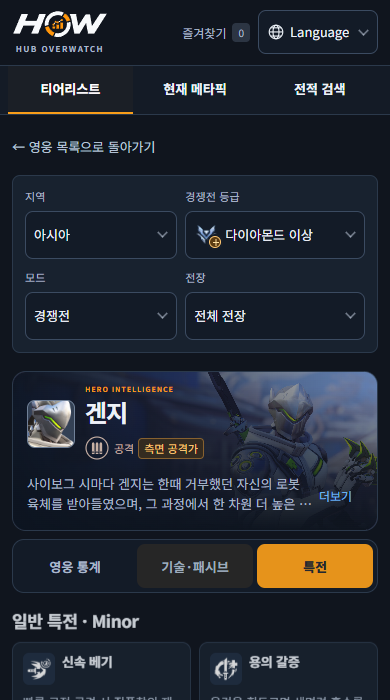 HOW
HUB OVERWATCH
즐겨찾기 0
Language
티어리스트 현재 메타픽 전적 검색
← 영웅 목록으로 돌아가기
지역 경쟁전 등급
아시아 다이아몬드 이상
모드 전장
경쟁전 전체 전장
HERO INTELLIGENCE
겐지
공격 측면 공격가
사이보그 시마다 겐지는 한때 거부했던 자신의 로봇
육체를 받아들였으며, 그 과정에서 한 차원 더 높은 … 더보기
영웅 통계 기술·패시브 특전
일반 특전 · Minor
신속 베기 용의 갈증